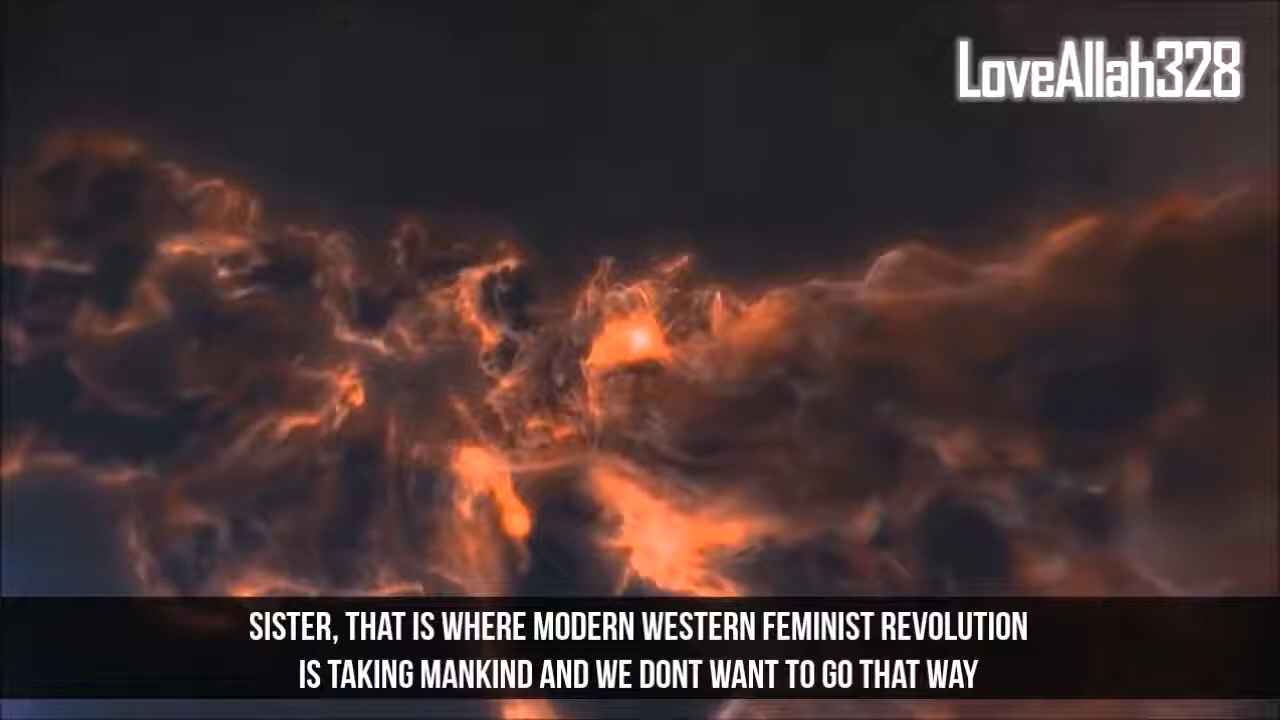 LoveAllah328
SISTER, THAT IS WHERE MODERN WESTERN FEMINIST REVOLUTION
IS TAKING MANKIND AND WE DONT WANT TO GO THAT WAY